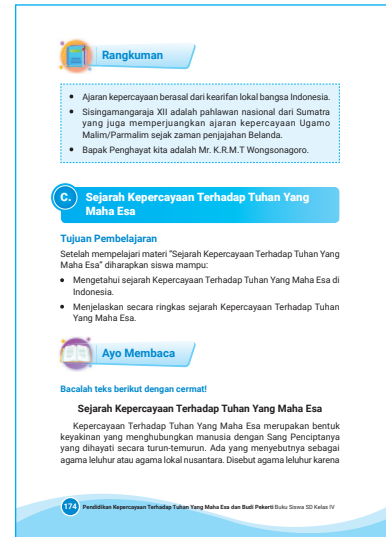 Rangkuman
• Ajaran kepercayaan berasal dari kearifan lokal bangsa Indonesia.
• Sisingamangaraja XII adalah pahlawan nasional dari Sumatra
yang juga memperjuangkan ajaran kepercayaan Ugamo
Malim/Parmalim sejak zaman penjajahan Belanda.
• Bapak Penghayat kita adalah Mr. K.R.M.T Wongsonagoro.
C. Sejarah Kepercayaan Terhadap Tuhan Yang
Maha Esa
Tujuan Pembelajaran
Setelah mempelajari materi “Sejarah Kepercayaan Terhadap Tuhan Yang
Maha Esa” diharapkan siswa mampu:
• Mengetahui sejarah Kepercayaan Terhadap Tuhan Yang Maha Esa di
Indonesia.
• Menjelaskan secara ringkas sejarah Kepercayaan Terhadap Tuhan
Yang Maha Esa.
Ayo Membaca
Bacalah teks berikut dengan cermat!
Sejarah Kepercayaan Terhadap Tuhan Yang Maha Esa
Kepercayaan Terhadap Tuhan Yang Maha Esa merupakan bentuk
keyakinan yang menghubungkan manusia dengan Sang Penciptanya
yang dihayati secara turun-temurun. Ada yang menyebutnya sebagai
agama leluhur atau agama lokal nusantara. Disebut agama leluhur karena
174 Pendidikan Kepercayaan Terhadap Tuhan Yang Maha Esa dan Budi Pekerti Buku Siswa SD Kelas IV